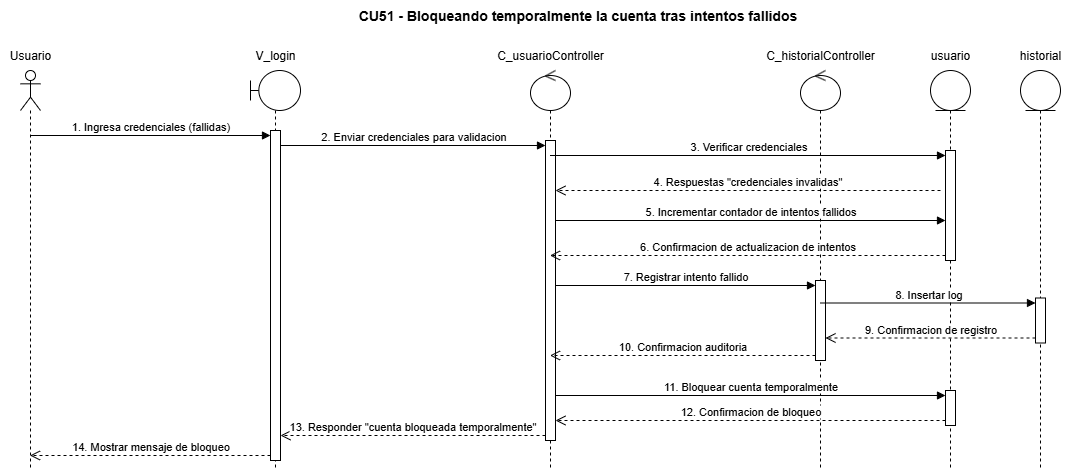 CU51 - Bloqueando temporalmente la cuenta tras intentos fallidos
Usuario
V_login
C_usuarioController
C_historialController
usuario
historial
1. Ingresa credenciales (fallidas)
2. Enviar credenciales para validacion
3. Verificar credenciales
4. Respuestas "credenciales invalidas"
5. Incrementar contador de intentos fallidos
6. Confirmacion de actualizacion de intentos
7. Registrar intento fallido
8. Insertar log
9. Confirmacion de registro
10. Confirmacion auditoria
11. Bloquear cuenta temporalmente
12. Confirmacion de bloqueo
13. Responder "cuenta bloqueada temporalmente"
14. Mostrar mensaje de bloqueo